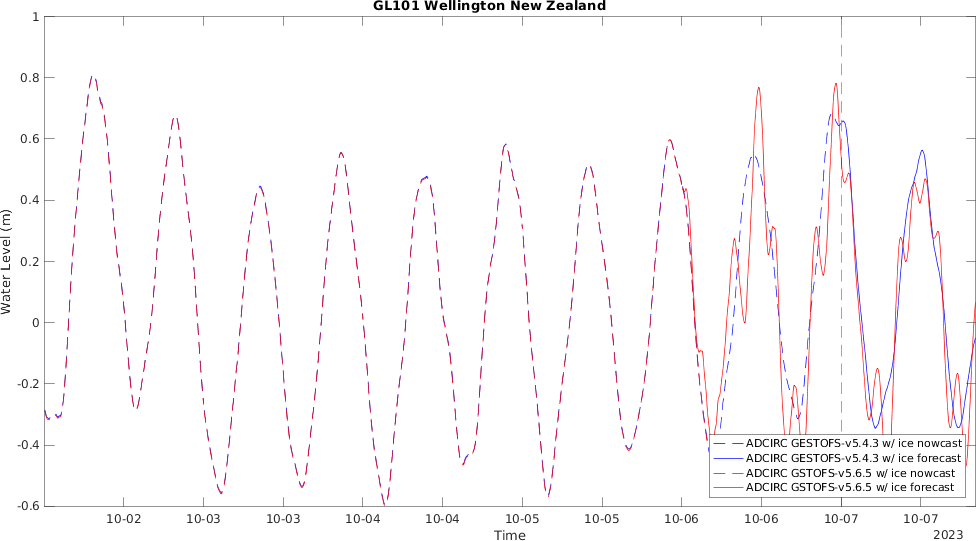 GL101 Wellington New Zealand
1
0.8
0.6
0.4
0.2
0
-0.2
-0.4
-0.6
Water Level (m)
ADCIRC GESTOFS-v5.4.3 w/ ice nowcast
ADCIRC GESTOFS-v5.4.3 w/ ice forecast
ADCIRC GSTOFS-v5.6.5 w/ ice nowcast
ADCIRC GSTOFS-v5.6.5 w/ ice forecast
10-02 10-03 10-03 10-04 10-04 10-05 10-05 10-06 10-06 10-07 10-07
Time
2023